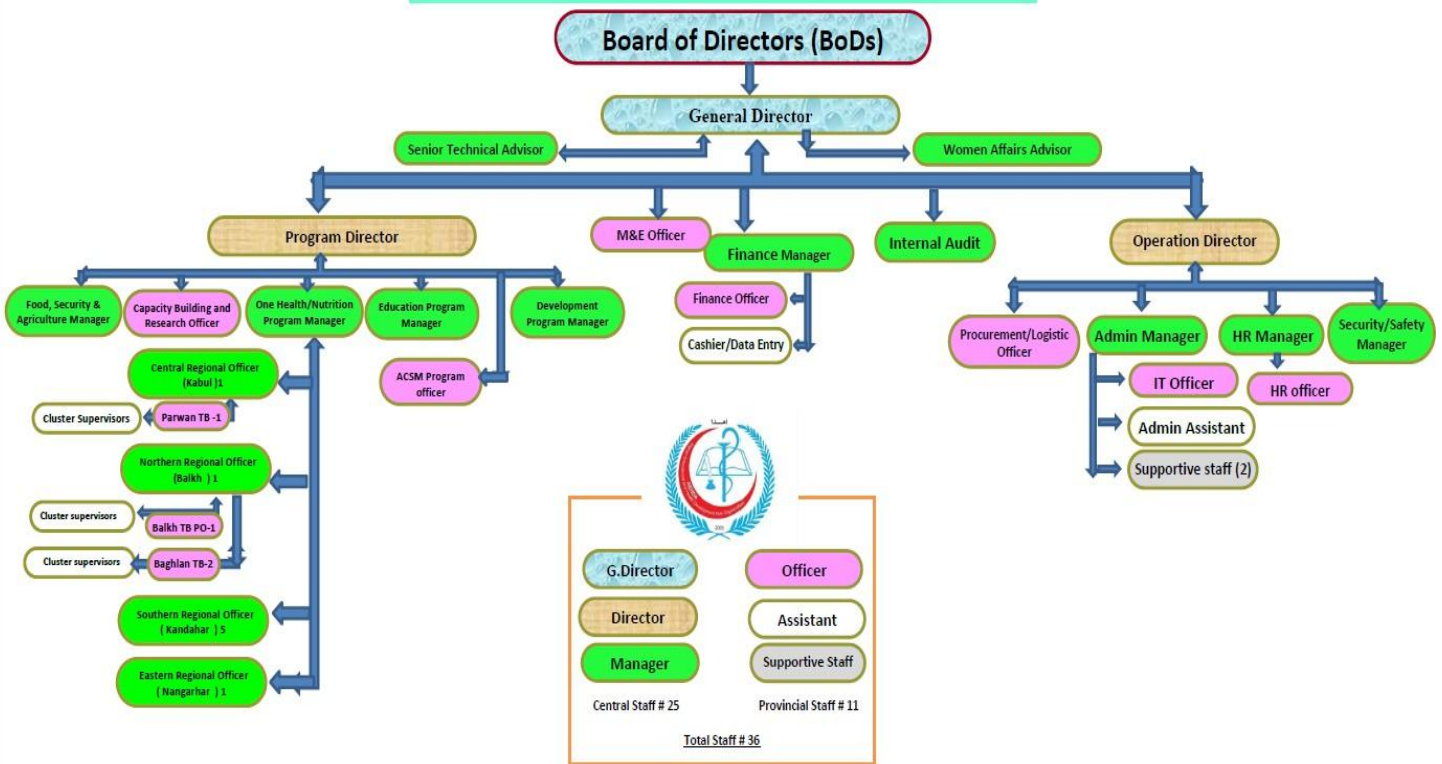 Board of Directors (BoDs)
General Director
Senior Technical Advisor
Women Affairs Advisor
Program Director
M&E Officer
Finance Manager
Internal Audit
Operation Director
Food, Security &
Agriculture Manager
Capacity Building and
Research Officer
One Health/Nutrition
Program Manager
Education Program
Manager
Development
Program Manager
Finance Officer
Cashier/Data Entry
Procurement/Logistic
Officer
Admin Manager
HR Manager
Security/Safety
Manager
ACSM Program
officer
IT Officer
HR officer
Admin Assistant
Supportive staff (2)
Central Regional Officer
(Kabul )1
Cluster Supervisors
Parwan TB -1
Northern Regional Officer
(Balkh ) 1
Cluster supervisors
Balkh TB PO-1
Cluster supervisors
Baghlan TB-2
Southern Regional Officer
( Kandahar ) 5
Eastern Regional Officer
( Nangarhar ) 1
G.Director
Officer
Director
Assistant
Manager
Supportive Staff
Central Staff # 25
Provincial Staff # 11
Total Staff # 36